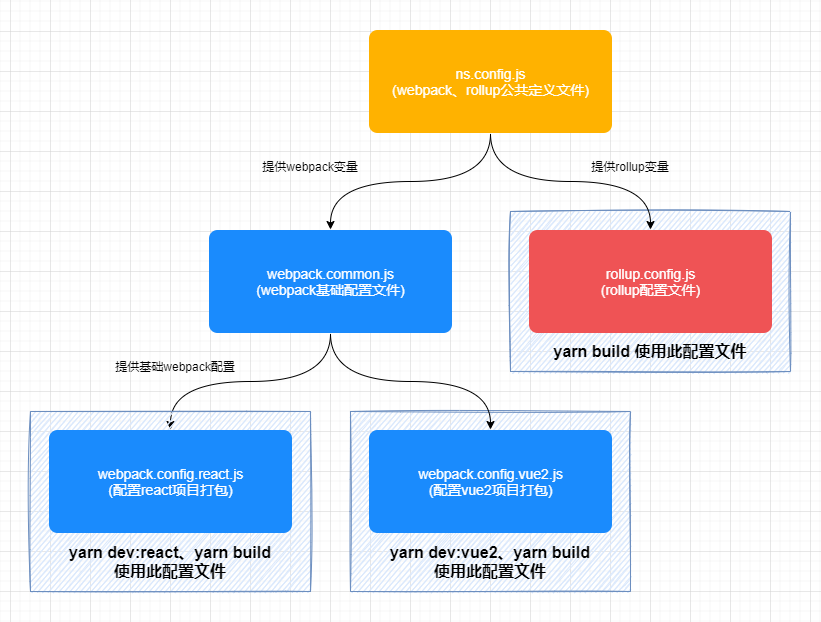 ns.config.js
(webpack、rollup公共定义文件)
提供webpack变量
提供rollup变量
webpack.common.js
(webpack基础配置文件)
rollup.config.js
(rollup配置文件)
yarn build 使用此配置文件
提供基础webpack配置
webpack.config.react.js
(配置react项目打包)
yarn dev:react、yarn build
使用此配置文件
webpack.config.vue2.js
(配置vue2项目打包)
yarn dev:vue2、yarn build
使用此配置文件